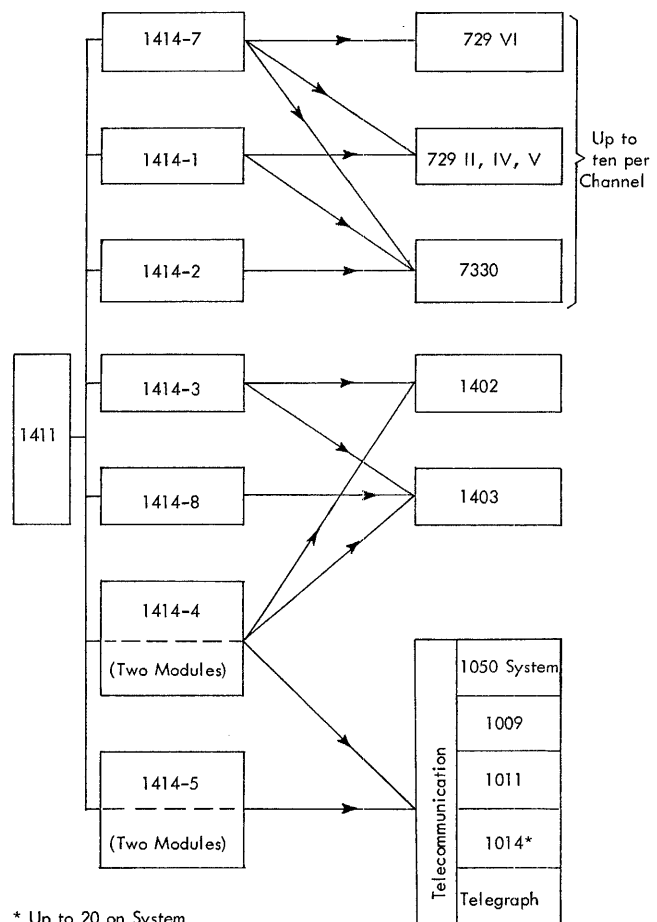 1414-7
729 VI
1414-1
729 II, IV, V
Up to
ten per
Channel
1414-2
7330
1411
1414-3
1402
1414-8
1403
1414-4
(Two Modules)
1414-5
(Two Modules)
Telecommunication
1050 System
1009
1011
1014*
Telegraph
* Up to 20 on System